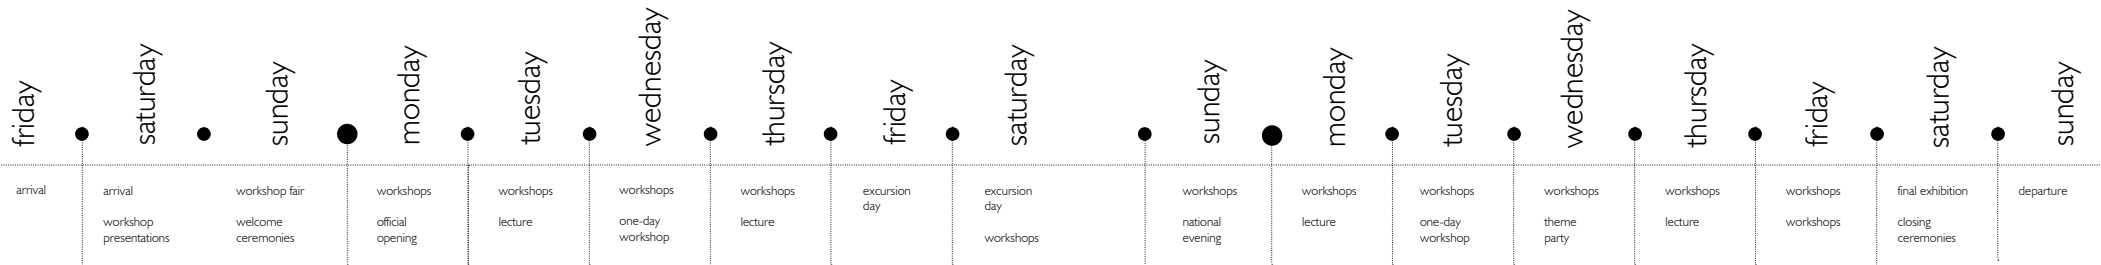 friday
saturday
sunday
monday
tuesday
wednesday
thursday
friday
saturday
sunday
monday
tuesday
wednesday
thursday
friday
saturday
sunday
arrival
arrival
workshop
presentations
workshop fair
welcome
ceremonies
workshops
official
opening
workshops
lecture
workshops
one-day
workshop
workshops
lecture
excursion
day
excursion
day
workshops
workshops
national
evening
workshops
lecture
workshops
one-day
workshop
workshops
theme
party
workshops
lecture
workshops
workshops
final exhibition
closing
ceremonies
departure